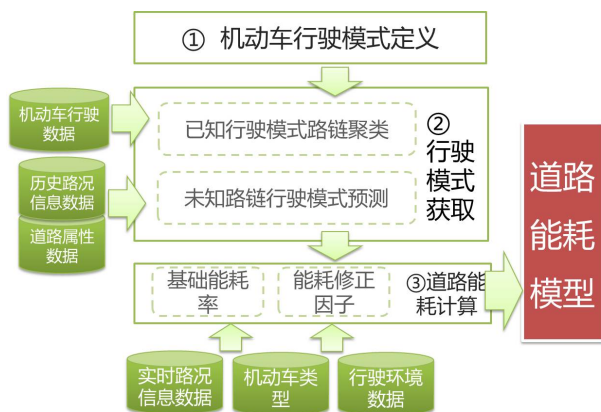 ① 机动车行驶模式定义
机动车行驶
数据
已知行驶模式路链聚类
②
行驶
模式
获取
历史路况
信息数据
道路属性
数据
未知路链行驶模式预测
基础能耗
率
能耗修正
因子
③道路能
耗计算
实时路况
信息数据
机动车类
型
行驶环境
数据
道路
能耗
模型